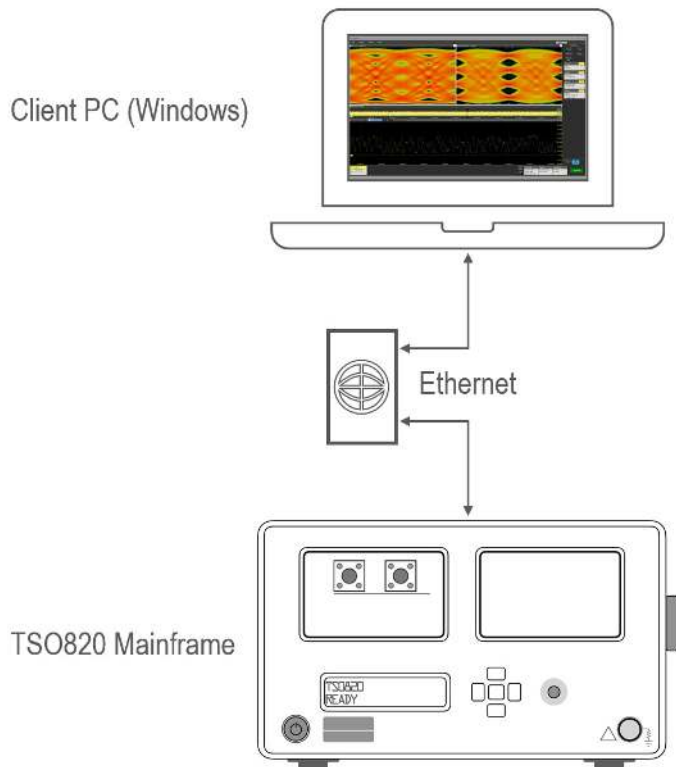 Client PC (Windows)
Ethernet
TSO820 Mainframe
TSO820
READY